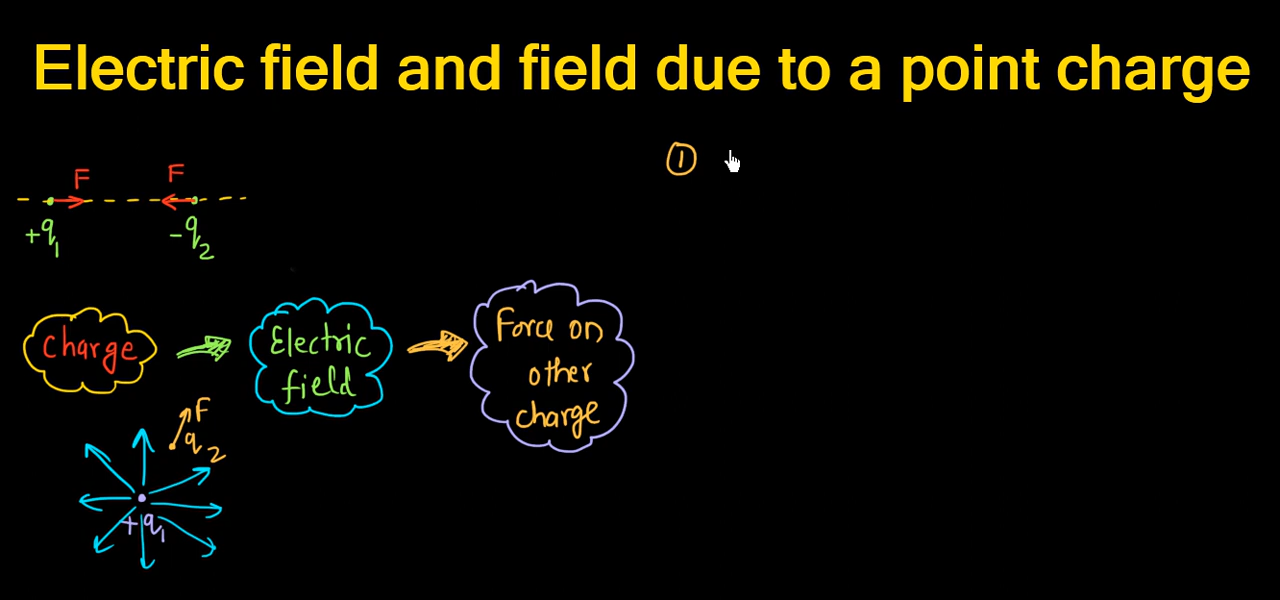 Electric field and field due to a point charge
F F
+q1 -q2
①
Charge
Electric
field
Force on
other
charge
F
q2
+q1